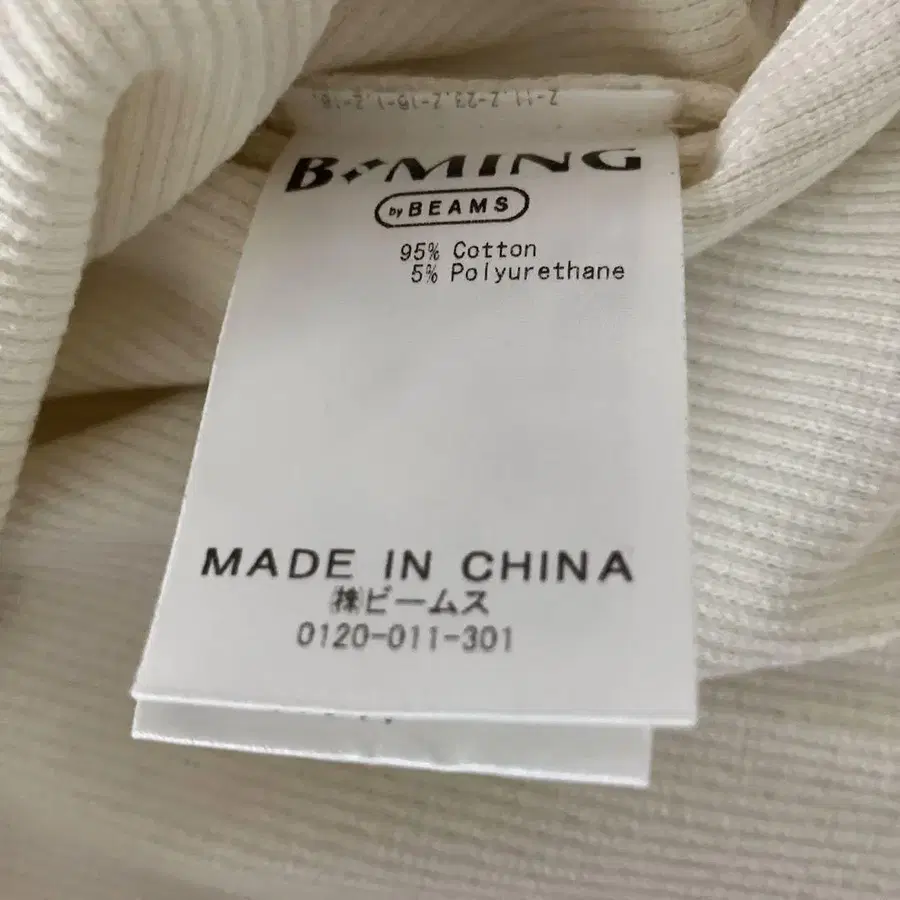 B MING
by BEAMS
95% Cotton
5% Polyurethane
MADE IN CHINA
㈱ビームス
0120-011-301